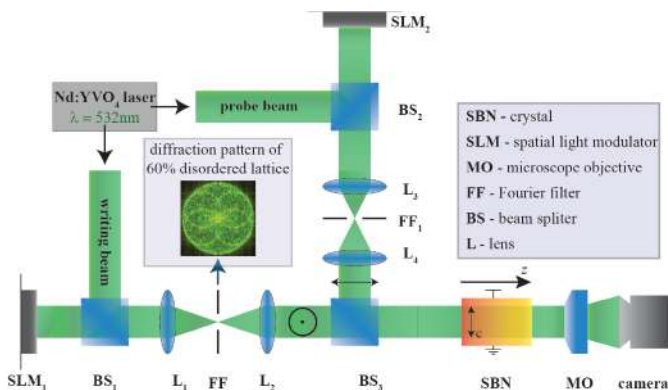 SLM₂
Nd:YVO₄ laser
λ = 532nm
probe beam
BS₂
SBN - crystal
SLM - spatial light modulator
MO - microscope objective
FF - Fourier filter
BS - beam spliter
L - lens
diffraction pattern of
60% disordered lattice
L₃
FF₁
L₄
writing beam
z
c
SLM₁
BS₁
L₁
FF
L₂
BS₃
SBN
MO
camera